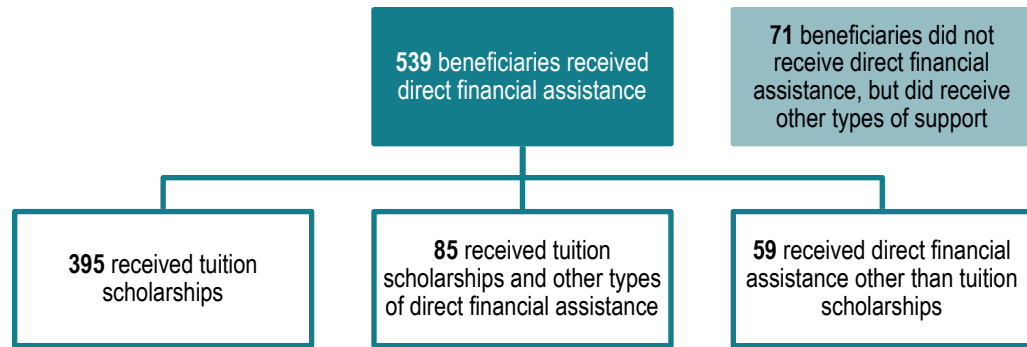 539 beneficiaries received
direct financial assistance
71 beneficiaries did not
receive direct financial
assistance, but did receive
other types of support
395 received tuition
scholarships
85 received tuition
scholarships and other types
of direct financial assistance
59 received direct financial
assistance other than tuition
scholarships